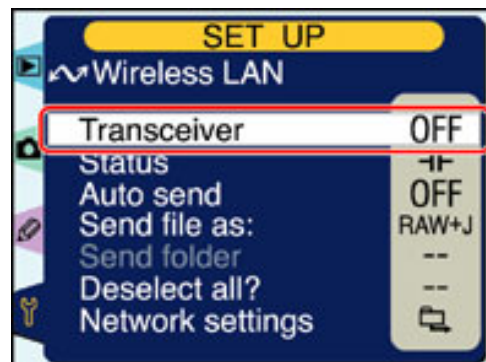 SET UP
Wireless LAN
Transceiver OFF
Status
Auto send OFF
Send file as: RAW+J
Send folder --
Deselect all? --
Network settings